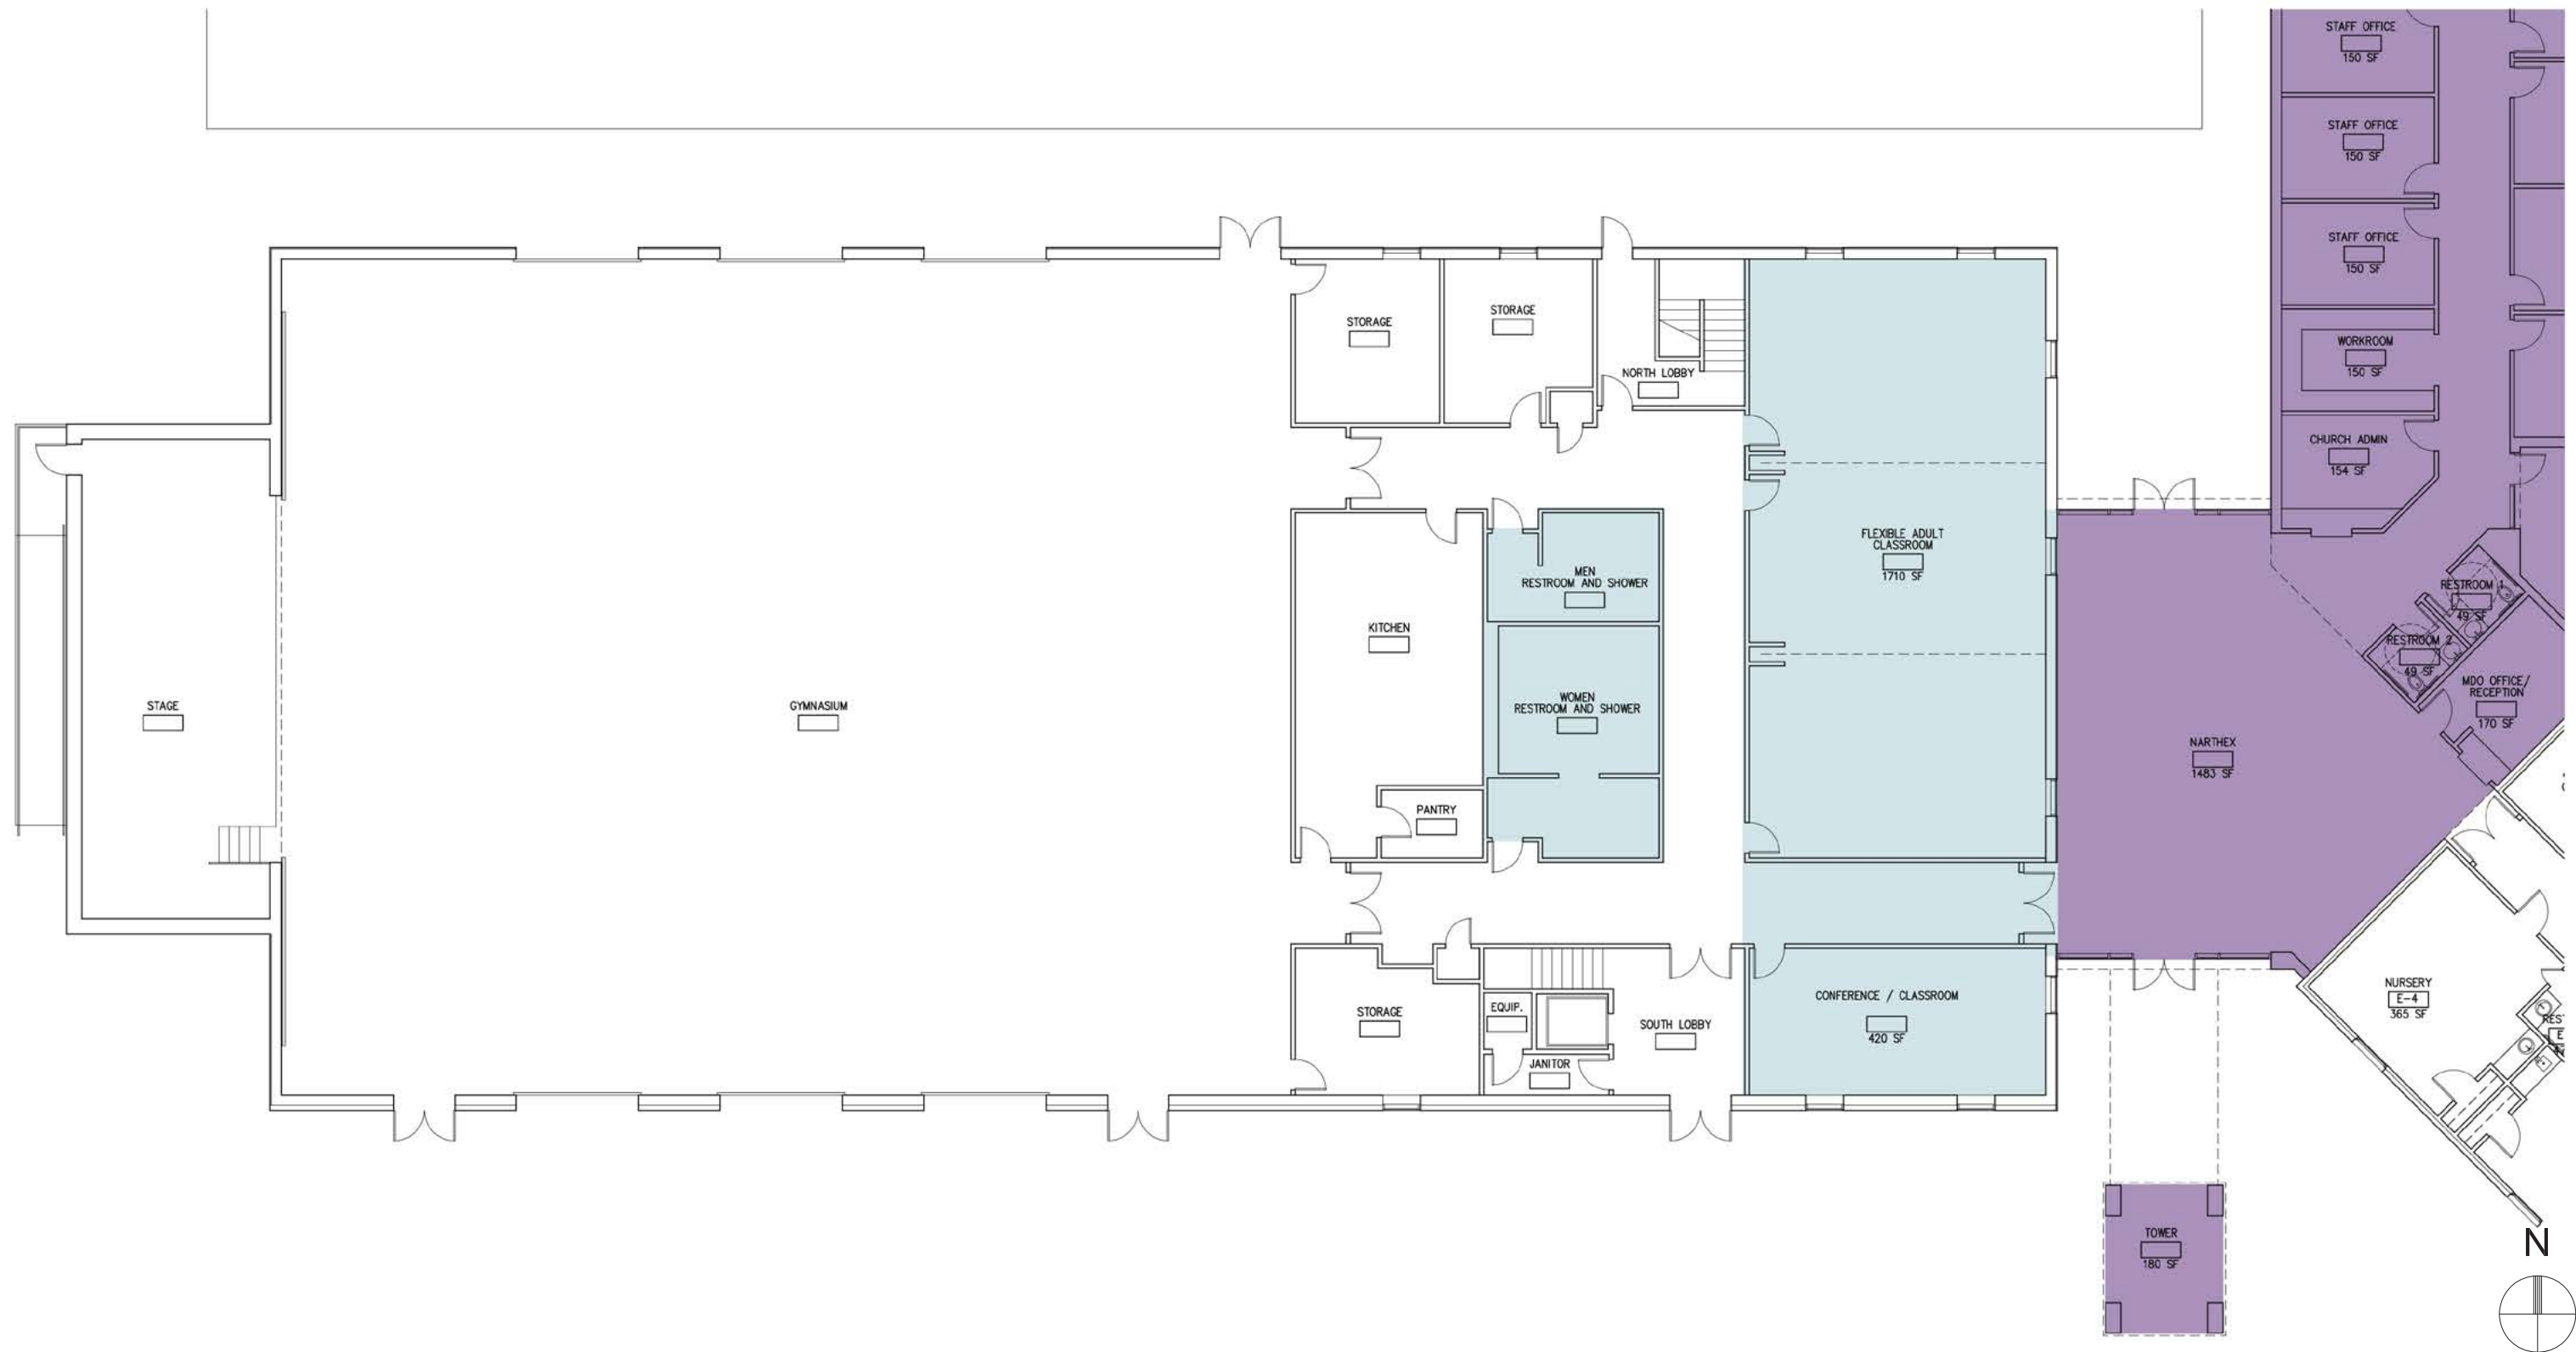 STAFF OFFICE
150 SF
STAFF OFFICE
150 SF
STAFF OFFICE
150 SF
WORKROOM
150 SF
CHURCH ADMIN
154 SF
STORAGE
STORAGE
NORTH LOBBY
FLEXIBLE ADULT
CLASSROOM
1710 SF
MEN
RESTROOM AND SHOWER
KITCHEN
WOMEN
RESTROOM AND SHOWER
PANTRY
STAGE
GYMNASIUM
RESTROOM 1
49 SF
RESTROOM 2
49 SF
MDO OFFICE/
RECEPTION
170 SF
NARTHEX
1483 SF
STORAGE
EQUIP.
JANITOR
SOUTH LOBBY
CONFERENCE / CLASSROOM
420 SF
NURSERY
E-4
365 SF
TOWER
180 SF
N